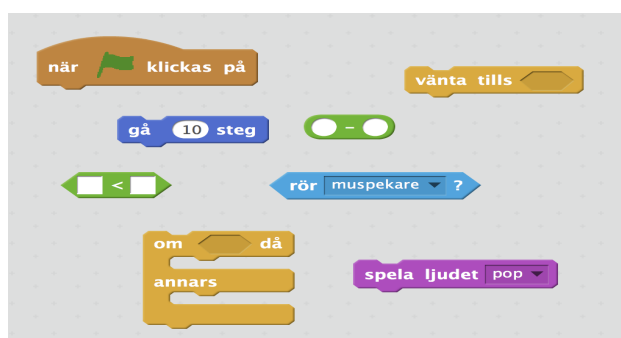 när klickas på
vänta tills
gå 10 steg
-
<
rör muspekare ?
om då
annars
spela ljudet pop